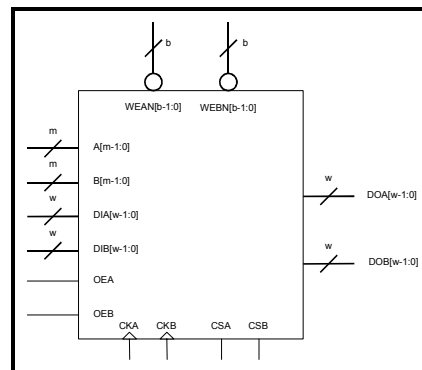 b b
WEAN[b-1:0] WEBN[b-1:0]
m
A[m-1:0]
m
B[m-1:0]
w
DIA[w-1:0]
w
DIB[w-1:0]
OEA
OEB
CKA CKB CSA CSB
w
DOA[w-1:0]
w
DOB[w-1:0]